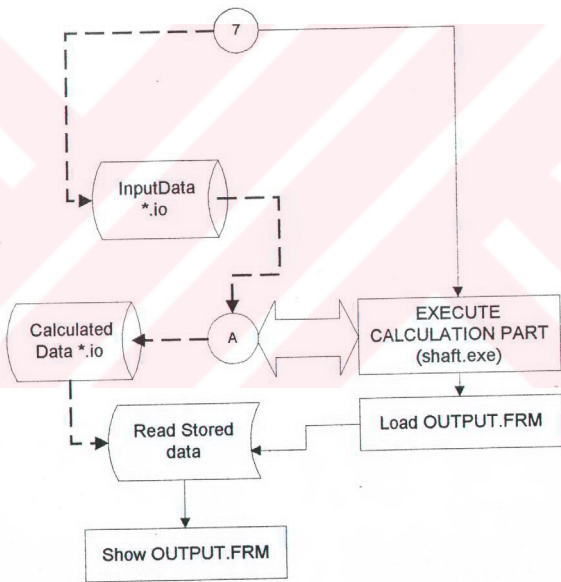 7
InputData
*.io
Calculated
Data *.io
A
EXECUTE
CALCULATION PART
(shaft.exe)
Read Stored
data
Load OUTPUT.FRM
Show OUTPUT.FRM